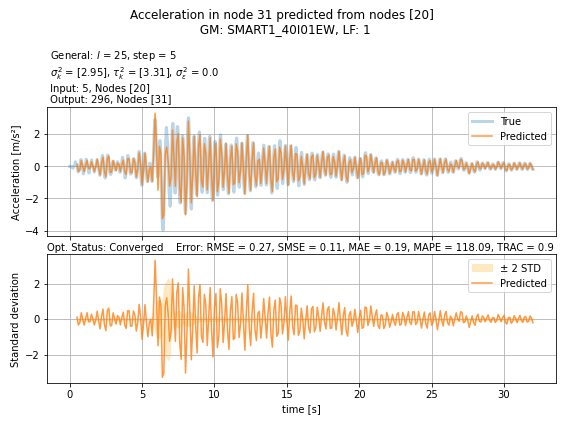 Acceleration in node 31 predicted from nodes [20]
GM: SMART1_40I01EW, LF: 1
General: l = 25, step = 5
σ²ₖ = [2.95], τ²ₖ = [3.31], σ² = 0.0
Input: 5, Nodes [20]
Output: 296, Nodes [31]
True
Predicted
2
0
−2
−4
Acceleration [m/s²]
Opt. Status: Converged Error: RMSE = 0.27, SMSE = 0.11, MAE = 0.19, MAPE = 118.09, TRAC = 0.9
± 2 STD
Predicted
2
0
−2
Standard deviation
0 5 10 15 20 25 30
time [s]